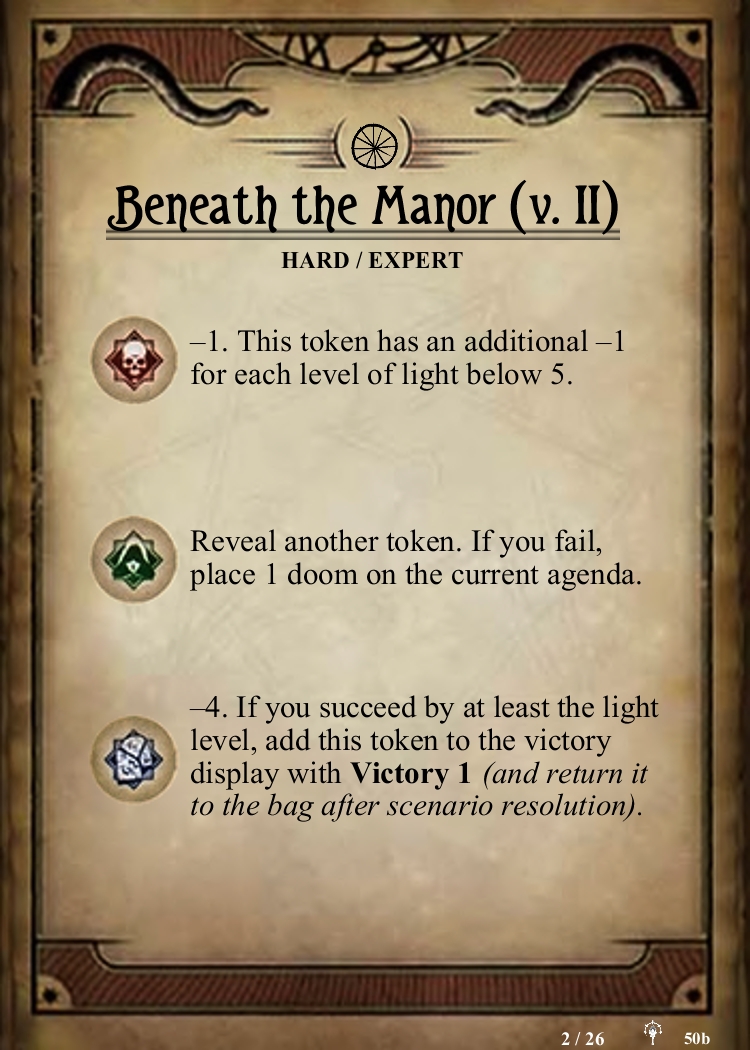 Beneath the Manor (v. II)
HARD / EXPERT
–1. This token has an additional –1
for each level of light below 5.
Reveal another token. If you fail,
place 1 doom on the current agenda.
–4. If you succeed by at least the light
level, add this token to the victory
display with Victory 1 (and return it
to the bag after scenario resolution).
2 / 26 50b